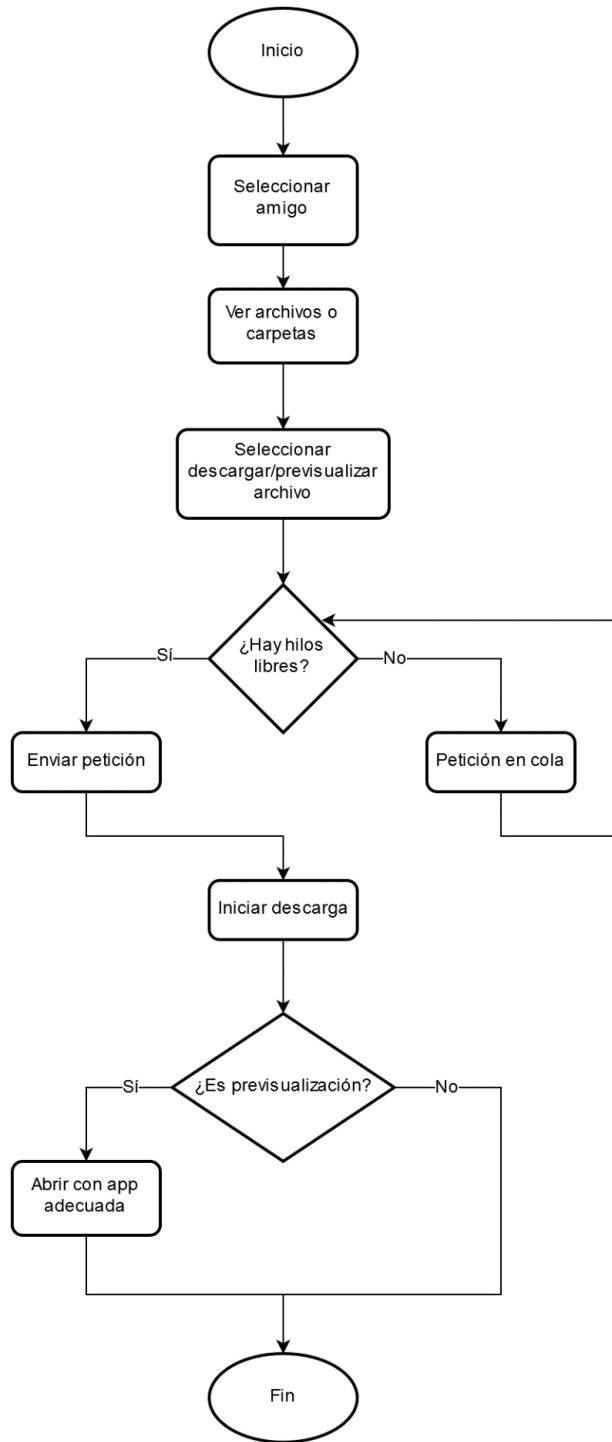 Inicio
Seleccionar
amigo
Ver archivos o
carpetas
Seleccionar
descargar/previsualizar
archivo
¿Hay hilos
libres?
Sí
No
Enviar petición
Petición en cola
Iniciar descarga
¿Es previsualización?
Sí
No
Abrir con app
adecuada
Fin